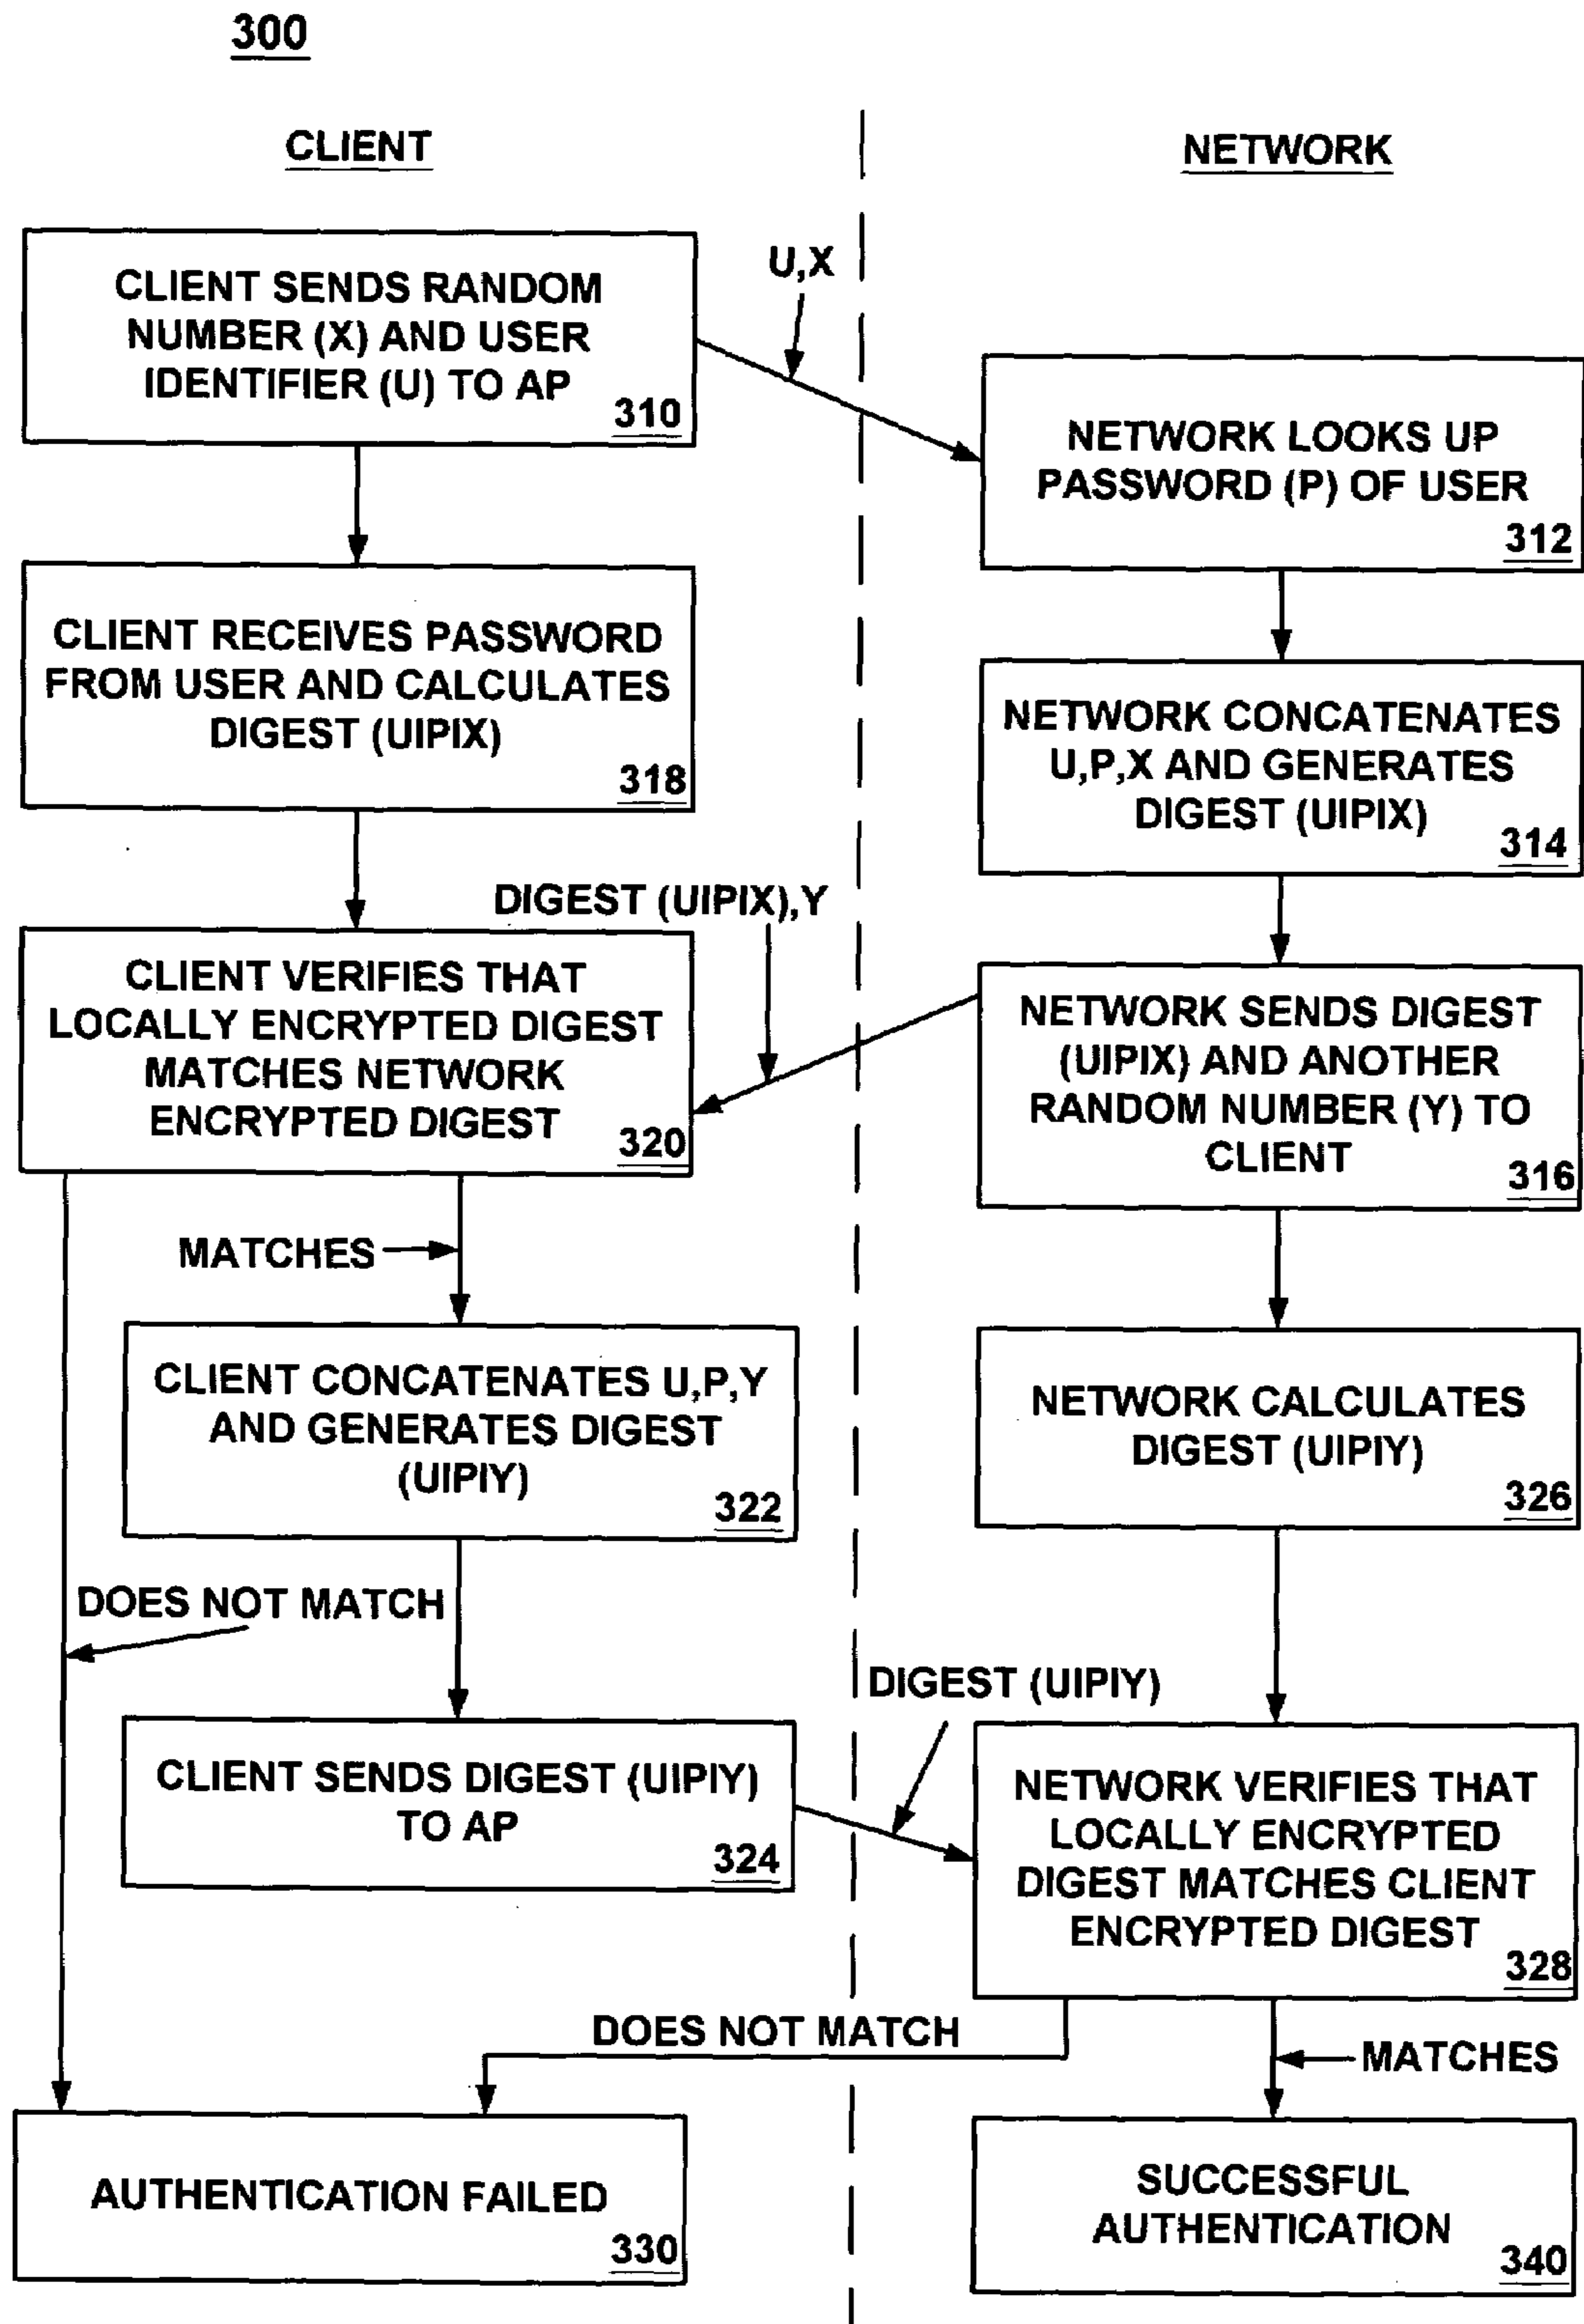 300
CLIENT
NETWORK
CLIENT SENDS RANDOM
NUMBER (X) AND USER
IDENTIFIER (U) TO AP
310
U,X
NETWORK LOOKS UP
PASSWORD (P) OF USER
312
CLIENT RECEIVES PASSWORD
FROM USER AND CALCULATES
DIGEST (UIPIX)
318
NETWORK CONCATENATES
U,P,X AND GENERATES
DIGEST (UIPIX)
314
DIGEST (UIPIX),Y
CLIENT VERIFIES THAT
LOCALLY ENCRYPTED DIGEST
MATCHES NETWORK
ENCRYPTED DIGEST
320
NETWORK SENDS DIGEST
(UIPIX) AND ANOTHER
RANDOM NUMBER (Y) TO
CLIENT
316
MATCHES
CLIENT CONCATENATES U,P,Y
AND GENERATES DIGEST
(UIPIY)
322
NETWORK CALCULATES
DIGEST (UIPIY)
326
DOES NOT MATCH
DIGEST (UIPIY)
CLIENT SENDS DIGEST (UIPIY)
TO AP
324
NETWORK VERIFIES THAT
LOCALLY ENCRYPTED
DIGEST MATCHES CLIENT
ENCRYPTED DIGEST
328
DOES NOT MATCH
MATCHES
AUTHENTICATION FAILED
330
SUCCESSFUL
AUTHENTICATION
340